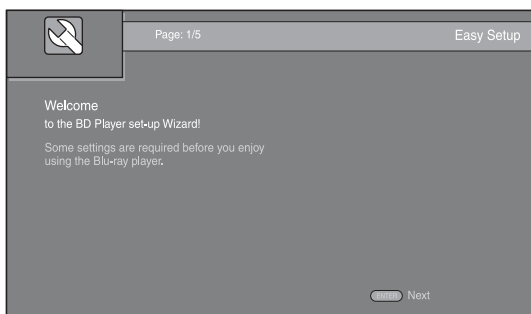 Page: 1/5
Easy Setup
Welcome
to the BD Player set-up Wizard!
Some settings are required before you enjoy
using the Blu-ray player.
ENTER Next